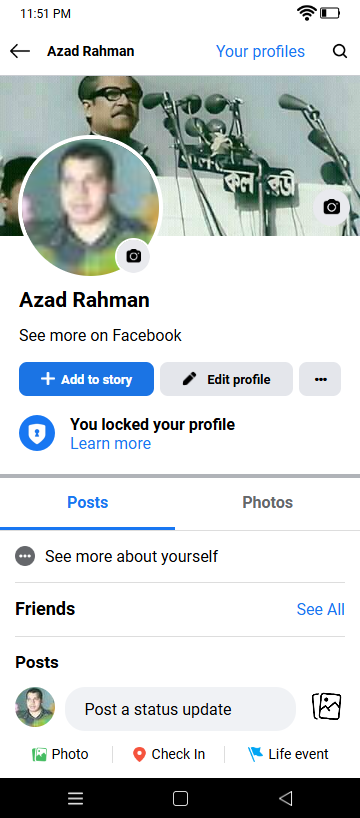 11:51 PM
Azad Rahman
Your profiles
কল
রেডী
Azad Rahman
See more on Facebook
Add to story
Edit profile
You locked your profile
Learn more
Posts
Photos
See more about yourself
Friends
See All
Posts
Post a status update
Photo
Check In
Life event